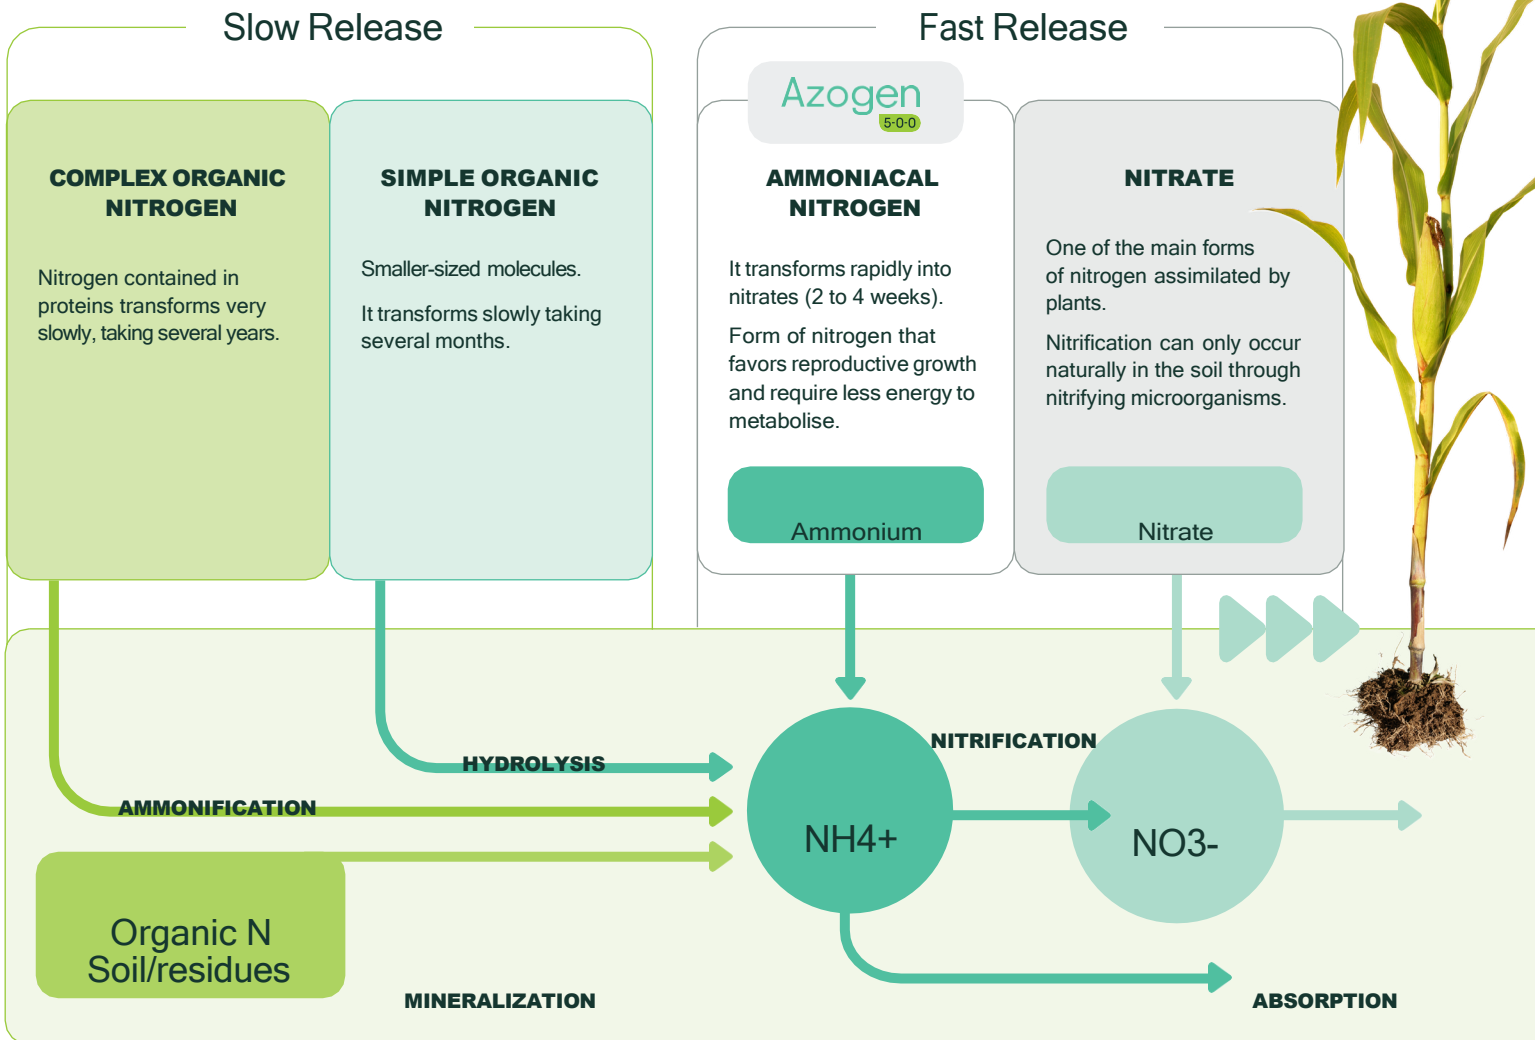 Slow Release
Fast Release
Azogen
5-0-0
COMPLEX ORGANIC
NITROGEN
Nitrogen contained in
proteins transforms very
slowly, taking several years.
SIMPLE ORGANIC
NITROGEN
Smaller-sized molecules.
It transforms slowly taking
several months.
AMMONIACAL
NITROGEN
It transforms rapidly into
nitrates (2 to 4 weeks).
Form of nitrogen that
favors reproductive growth
and require less energy to
metabolise.
Ammonium
NITRATE
One of the main forms
of nitrogen assimilated by
plants.
Nitrification can only occur
naturally in the soil through
nitrifying microorganisms.
Nitrate
HYDROLYSIS
AMMONIFICATION
NITRIFICATION
NH4+
NO3-
Organic N
Soil/residues
MINERALIZATION
ABSORPTION